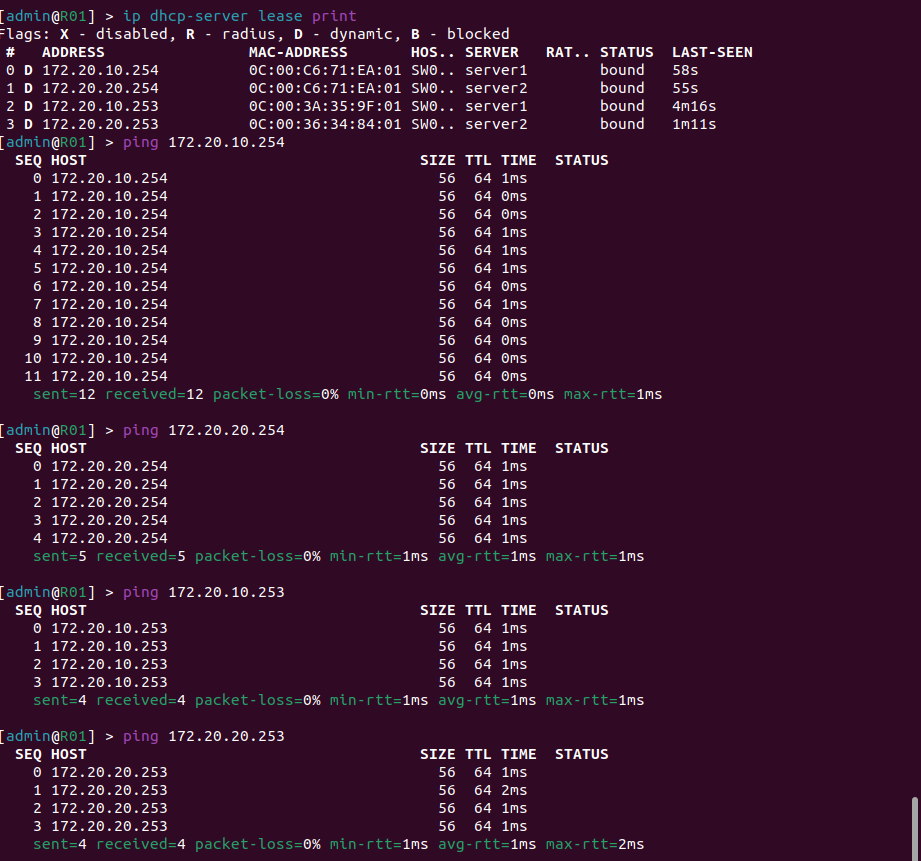 [admin@R01] > ip dhcp-server lease print
Flags: X - disabled, R - radius, D - dynamic, B - blocked
# ADDRESS MAC-ADDRESS HOS.. SERVER RAT.. STATUS LAST-SEEN
0 D 172.20.10.254 0C:00:C6:71:EA:01 SW0.. server1 bound 58s
1 D 172.20.20.254 0C:00:C6:71:EA:01 SW0.. server2 bound 55s
2 D 172.20.10.253 0C:00:3A:35:9F:01 SW0.. server1 bound 4m16s
3 D 172.20.20.253 0C:00:36:34:84:01 SW0.. server2 bound 1m11s
[admin@R01] > ping 172.20.10.254
SEQ HOST SIZE TTL TIME STATUS
0 172.20.10.254 56 64 1ms
1 172.20.10.254 56 64 0ms
2 172.20.10.254 56 64 0ms
3 172.20.10.254 56 64 1ms
4 172.20.10.254 56 64 1ms
5 172.20.10.254 56 64 1ms
6 172.20.10.254 56 64 0ms
7 172.20.10.254 56 64 1ms
8 172.20.10.254 56 64 0ms
9 172.20.10.254 56 64 0ms
10 172.20.10.254 56 64 0ms
11 172.20.10.254 56 64 0ms
sent=12 received=12 packet-loss=0% min-rtt=0ms avg-rtt=0ms max-rtt=1ms
[admin@R01] > ping 172.20.20.254
SEQ HOST SIZE TTL TIME STATUS
0 172.20.20.254 56 64 1ms
1 172.20.20.254 56 64 1ms
2 172.20.20.254 56 64 1ms
3 172.20.20.254 56 64 1ms
4 172.20.20.254 56 64 1ms
sent=5 received=5 packet-loss=0% min-rtt=1ms avg-rtt=1ms max-rtt=1ms
[admin@R01] > ping 172.20.10.253
SEQ HOST SIZE TTL TIME STATUS
0 172.20.10.253 56 64 1ms
1 172.20.10.253 56 64 1ms
2 172.20.10.253 56 64 1ms
3 172.20.10.253 56 64 1ms
sent=4 received=4 packet-loss=0% min-rtt=1ms avg-rtt=1ms max-rtt=1ms
[admin@R01] > ping 172.20.20.253
SEQ HOST SIZE TTL TIME STATUS
0 172.20.20.253 56 64 1ms
1 172.20.20.253 56 64 2ms
2 172.20.20.253 56 64 1ms
3 172.20.20.253 56 64 1ms
sent=4 received=4 packet-loss=0% min-rtt=1ms avg-rtt=1ms max-rtt=2ms